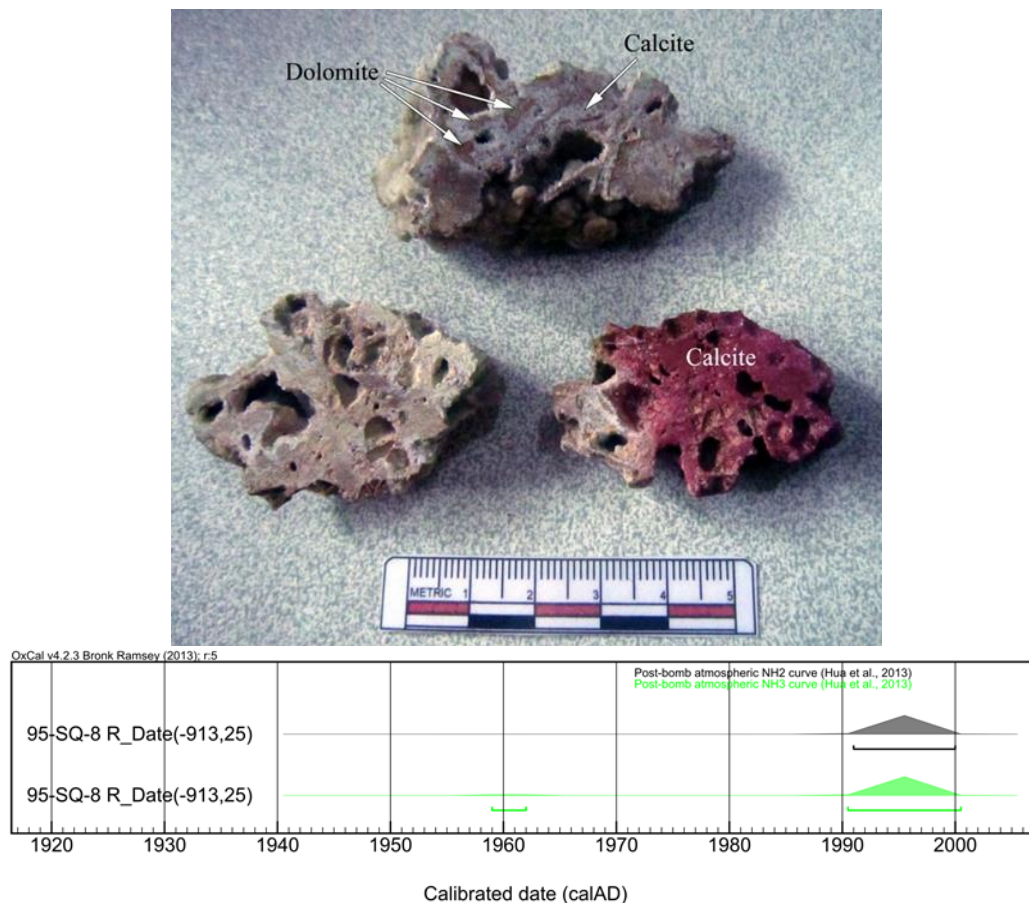 Dolomite
Calcite
Calcite
METRIC 1 2 3 4 5
OxCal v4.2.3 Bronk Ramsey (2013); r:5
Post-bomb atmospheric NH2 curve (Hua et al., 2013)
Post-bomb atmospheric NH3 curve (Hua et al., 2013)
95-SQ-8 R_Date(-913,25)
95-SQ-8 R_Date(-913,25)
1920 1930 1940 1950 1960 1970 1980 1990 2000
Calibrated date (calAD)